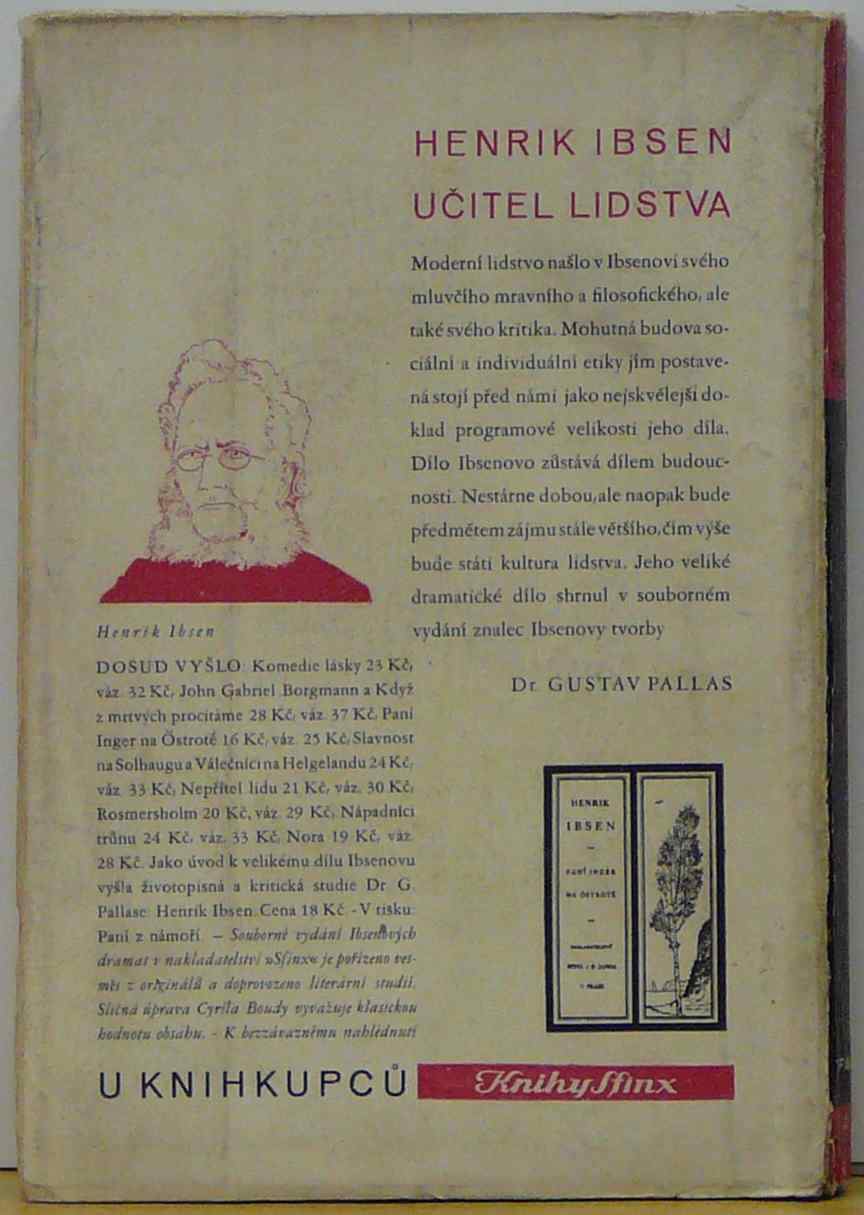 HENRIK IBSEN
UČITEL LIDSTVA
Moderní lidstvo našlo v Ibsenovi svého
mluvčího mravního a filosofického, ale
také svého kritika. Mohutná budova so-
ciální a individuální etiky jím postave-
ná stojí před námi jako nejskvělejší do-
klad programové velikosti jeho díla.
Dílo Ibsenovo zůstává dílem budouc-
nosti. Nestárne dobou, ale naopak bude
předmětem zájmu stále většího, čím výše
bude státi kultura lidstva. Jeho veliké
dramatické dílo shrnul v souborném
vydání znalec Ibsenovy tvorby
Dr. GUSTAV PALLAS
Henrik Ibsen
DOSUD VYŠLO: Komedie lásky 23 Kč,
váz. 32 Kč, John Gabriel Borgmann a Když
z mrtvých procitáme 28 Kč, váz. 37 Kč, Paní
Inger na Östrotě 16 Kč, váz. 25 Kč, Slavnost
na Solhaugu a Válečníci na Helgelandu 24 Kč,
váz. 33 Kč, Nepřítel lidu 21 Kč, váz. 30 Kč,
Rosmersholm 20 Kč, váz. 29 Kč, Nápadníci
trůnu 24 Kč, váz. 33 Kč, Nora 19 Kč, váz.
28 Kč. Jako úvod k velikému dílu Ibsenovu
vyšla životopisná a kritická studie Dr. G.
Pallase: Henrik Ibsen. Cena 18 Kč. - V tisku:
Paní z námoří. — Souborné vydání Ibsenových
dramat v nakladatelství »Sfinx« je pořízeno ves-
měs z originálů a doprovozeno literární studií.
Sličná úprava Cyrila Boudy vyvažuje klasickou
hodnotu obsahu. - K bezzávaznému nahlédnutí
HENRIK
IBSEN
PANÍ INGER
NA ÖSTROTĚ
NAKLADATELSTVÍ
V PRAZE
U KNIHKUPCŮ
Knihy Sfinx